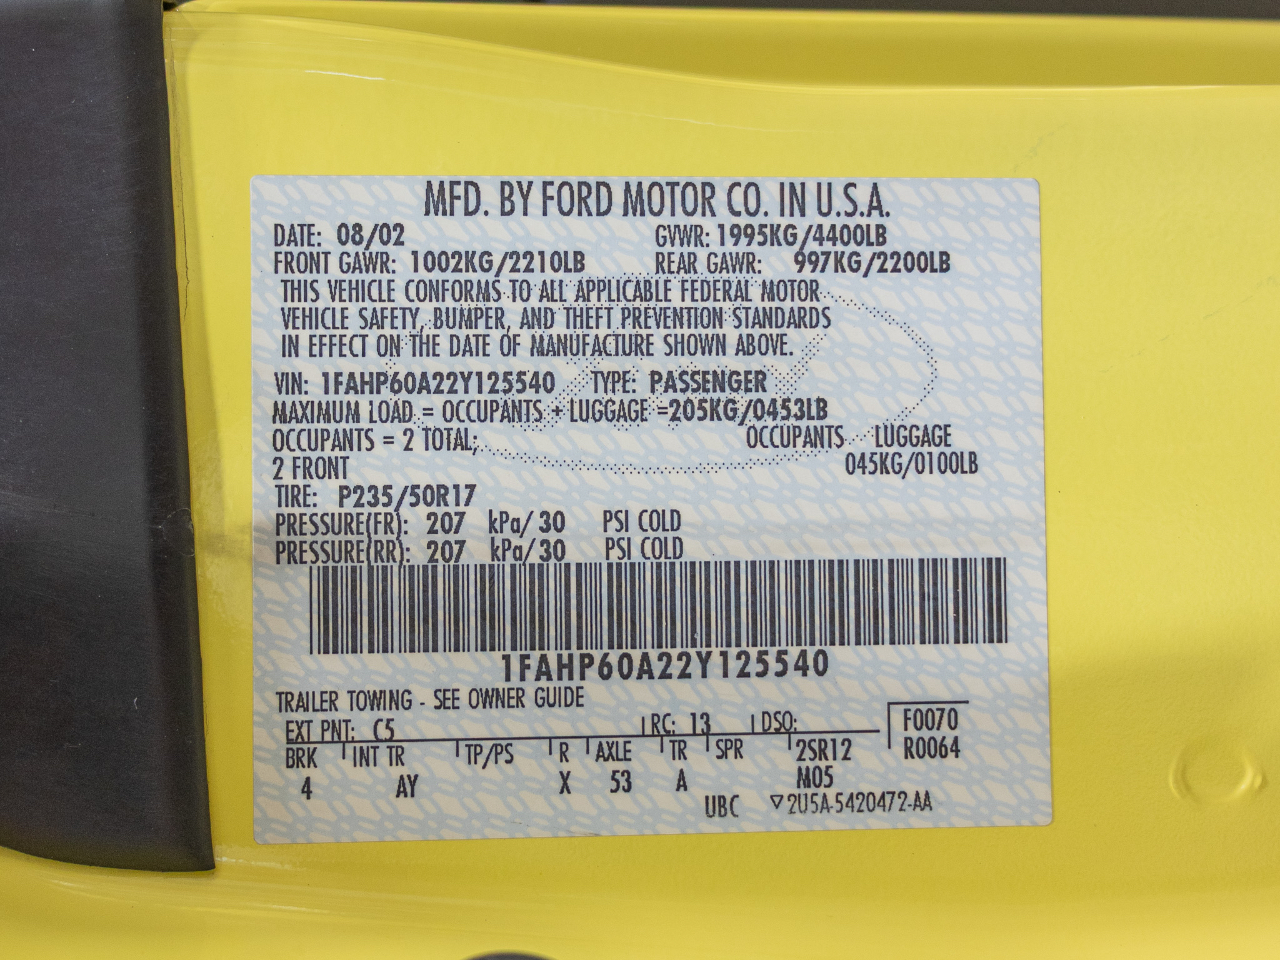 MFD. BY FORD MOTOR CO. IN U.S.A.
DATE: 08/02 GVWR: 1995KG/4400LB
FRONT GAWR: 1002KG/2210LB REAR GAWR: 997KG/2200LB
THIS VEHICLE CONFORMS TO ALL APPLICABLE FEDERAL MOTOR
VEHICLE SAFETY, BUMPER, AND THEFT PREVENTION STANDARDS
IN EFFECT ON THE DATE OF MANUFACTURE SHOWN ABOVE.
VIN: 1FAHP60A22Y125540 TYPE: PASSENGER
MAXIMUM LOAD = OCCUPANTS + LUGGAGE =205KG/0453LB
OCCUPANTS = 2 TOTAL; OCCUPANTS LUGGAGE
2 FRONT 045KG/0100LB
TIRE: P235/50R17
PRESSURE(FR): 207 kPa/ 30 PSI COLD
PRESSURE(RR): 207 kPa/ 30 PSI COLD
1FAHP60A22Y125540
TRAILER TOWING - SEE OWNER GUIDE
EXT PNT: C5 RC: 13 DSO: F0070
BRK INT TR TP/PS R AXLE TR SPR 2SR12 R0064
4 AY X 53 A M05
UBC ▽2U5A-5420472-AA